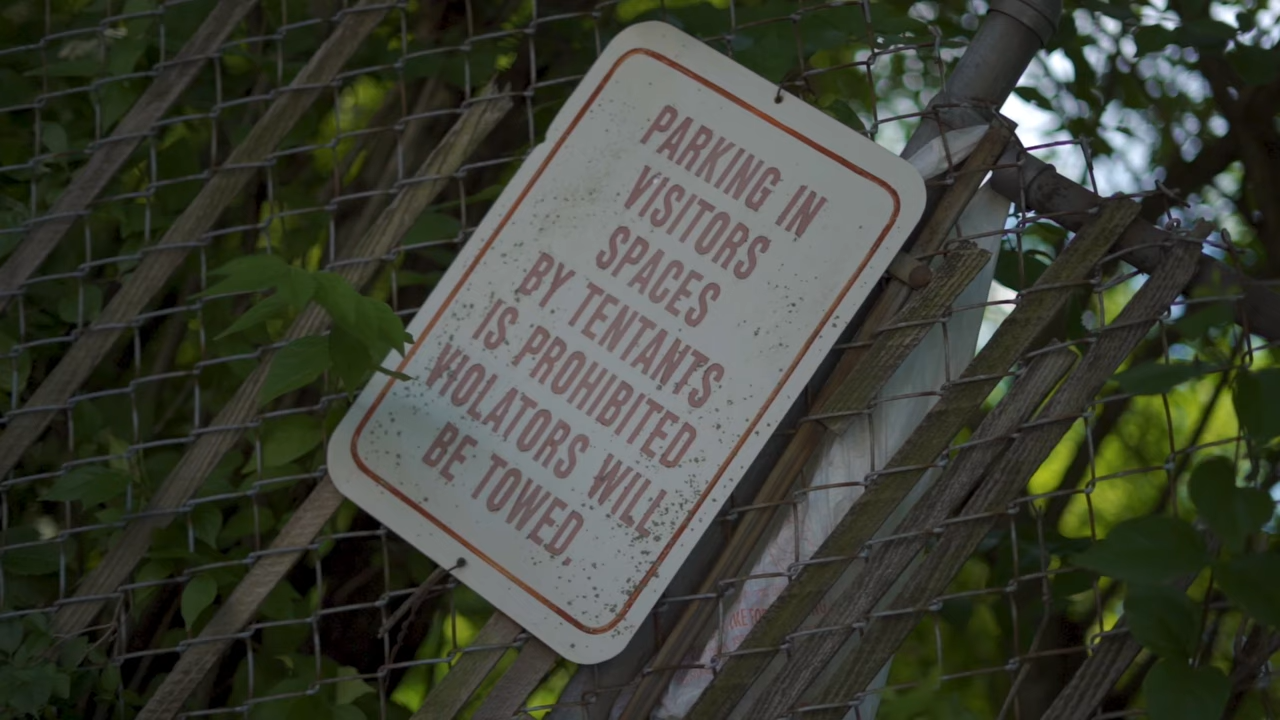 PARKING IN
VISITORS
SPACES
BY TENTANTS
IS PROHIBITED
VIOLATORS WILL
BE TOWED,